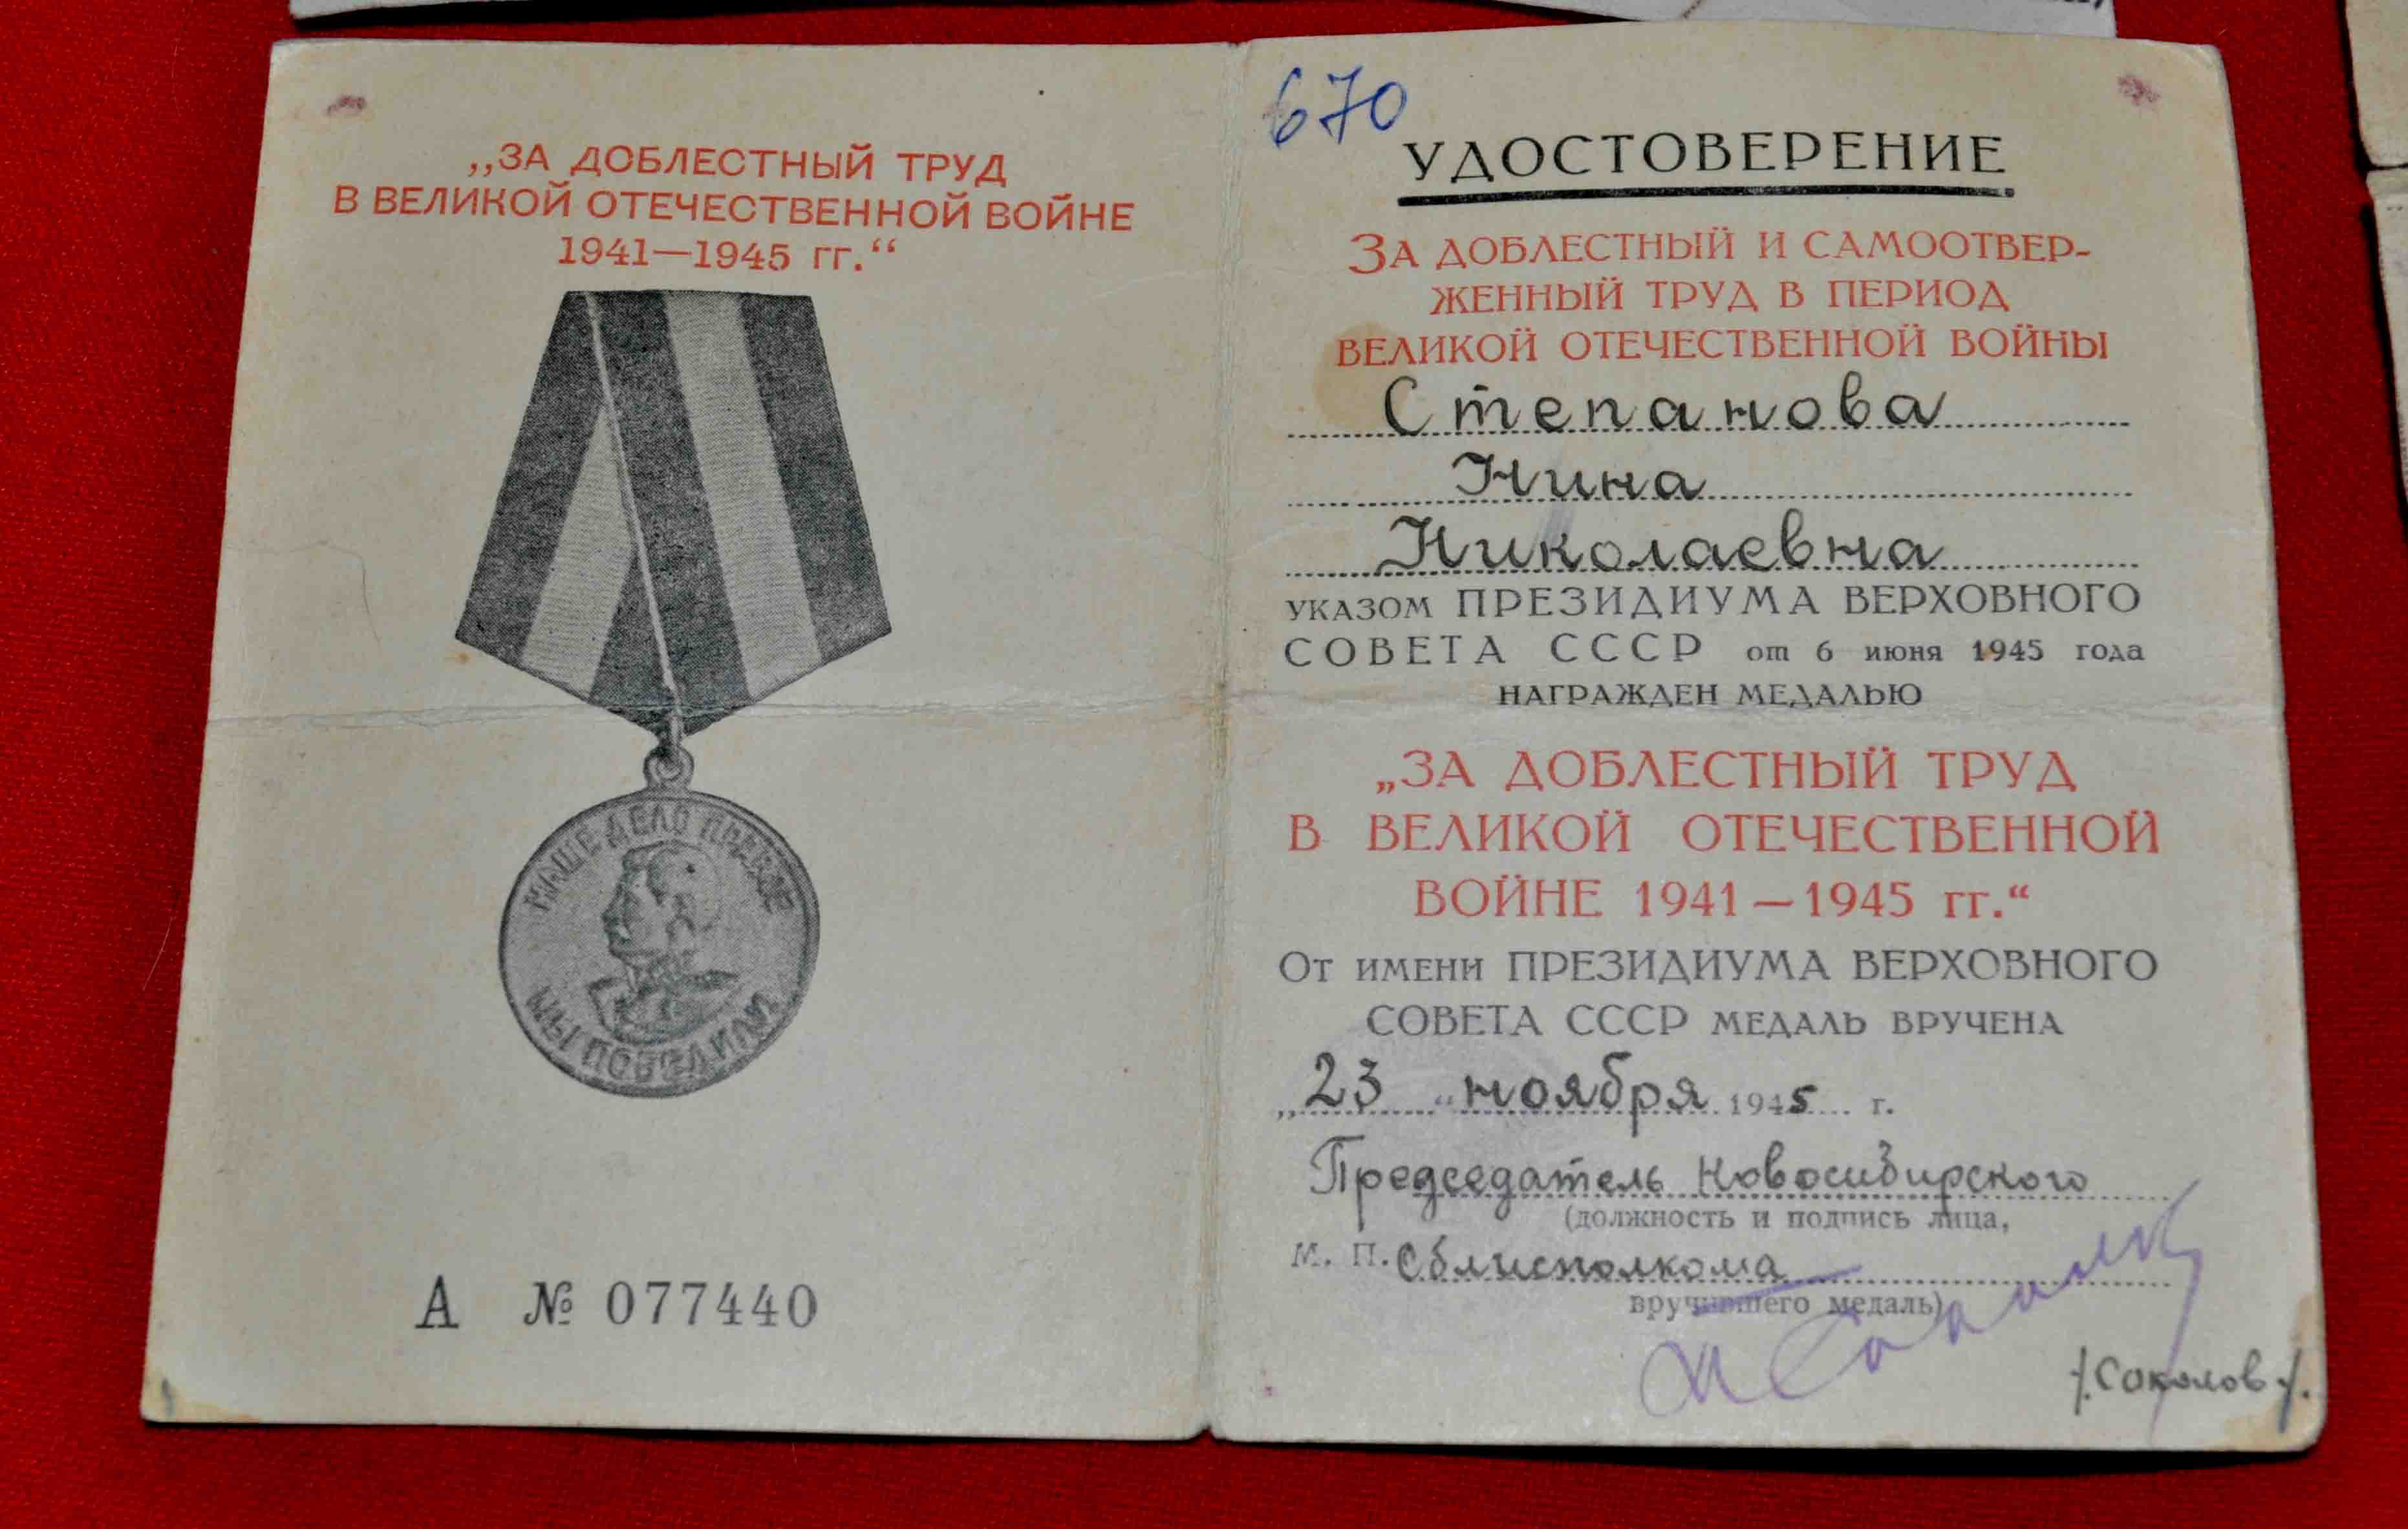 „ЗА ДОБЛЕСТНЫЙ ТРУД
В ВЕЛИКОЙ ОТЕЧЕСТВЕННОЙ ВОЙНЕ
1941—1945 гг.“
НАШЕ ДЕЛО ПРАВОЕ
МЫ ПОБЕДИЛИ
А № 077440
670
УДОСТОВЕРЕНИЕ
ЗА ДОБЛЕСТНЫЙ И САМООТВЕР-
ЖЕННЫЙ ТРУД В ПЕРИОД
ВЕЛИКОЙ ОТЕЧЕСТВЕННОЙ ВОЙНЫ
Степанова
Нина
Николаевна
УКАЗОМ ПРЕЗИДИУМА ВЕРХОВНОГО
СОВЕТА СССР от 6 июня 1945 года
НАГРАЖДЕН МЕДАЛЬЮ
„ЗА ДОБЛЕСТНЫЙ ТРУД
В ВЕЛИКОЙ ОТЕЧЕСТВЕННОЙ
ВОЙНЕ 1941—1945 гг.“
ОТ ИМЕНИ ПРЕЗИДИУМА ВЕРХОВНОГО
СОВЕТА СССР МЕДАЛЬ ВРУЧЕНА
„23“ ноября 1945 г.
Председатель Новосибирского
(должность и подпись лица,
М. П. Облисполкома
вручившего медаль)
/Соколов/.